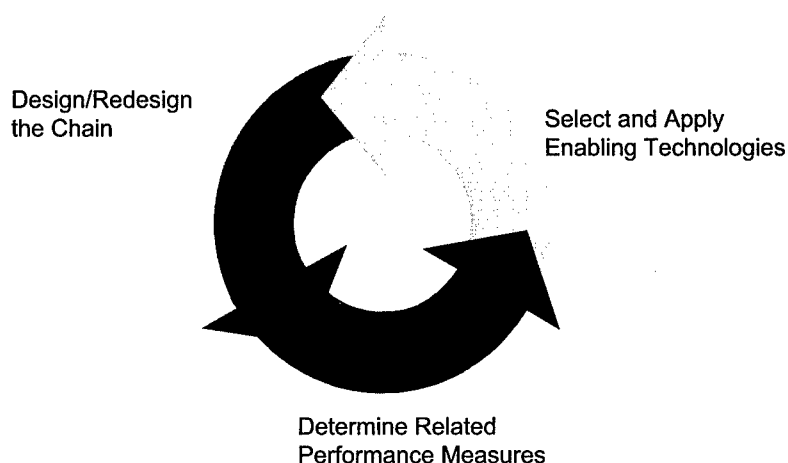 Design/Redesign
the Chain
Select and Apply
Enabling Technologies
Determine Related
Performance Measures